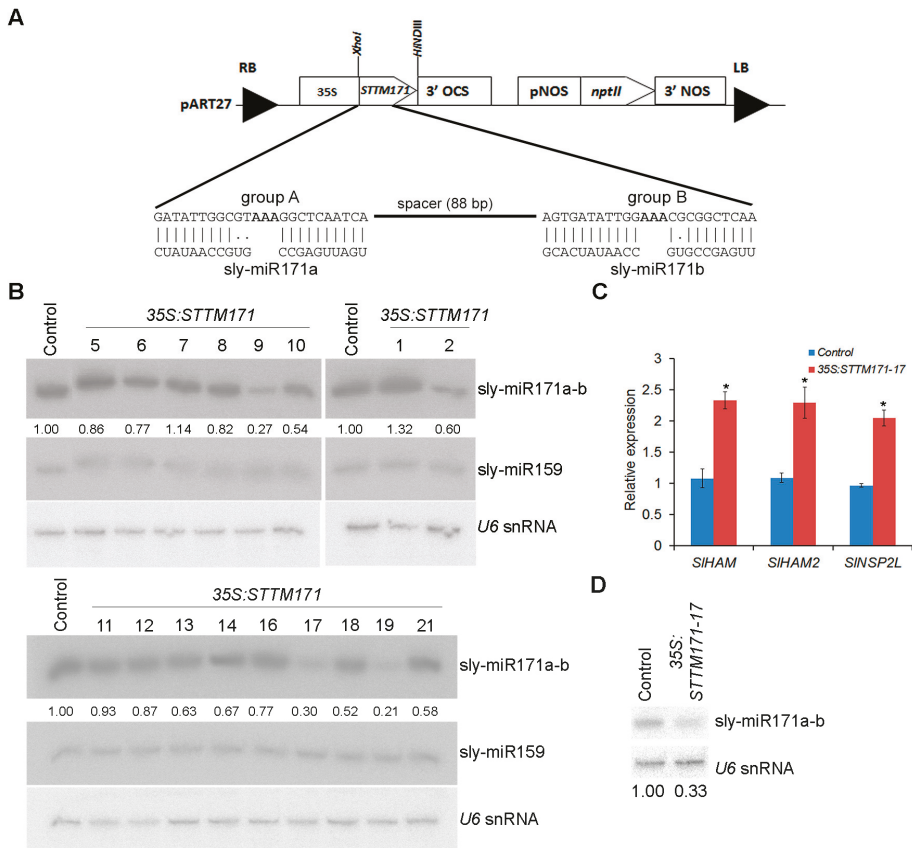 A
XhoI
HiNDIII
RB
LB
pART27
35S
STTM171
3' OCS
pNOS
nptII
3' NOS
group A
spacer (88 bp)
group B
GATATTGGCGTAAAGGCTCAATCA
AGTGATATTGGAAACGCGGCTCAA
CUAUAACCGUG CCGAGUUAGU
GCACUAUAACC GUGCCGAGUU
sly-miR171a
sly-miR171b
B
Control
35S:STTM171
5 6 7 8 9 10
Control
35S:STTM171
1 2
sly-miR171a-b
1.00 0.86 0.77 1.14 0.82 0.27 0.54
1.00 1.32 0.60
sly-miR159
U6 snRNA
Control
35S:STTM171
11 12 13 14 16 17 18 19 21
sly-miR171a-b
1.00 0.93 0.87 0.63 0.67 0.77 0.30 0.52 0.21 0.58
sly-miR159
U6 snRNA
C
Control
35S:STTM171-17
Relative expression
3
2.5
2
1.5
1
0.5
0
* * *
SlHAM SlHAM2 SlNSP2L
D
Control
35S:
STTM171-17
sly-miR171a-b
U6 snRNA
1.00 0.33